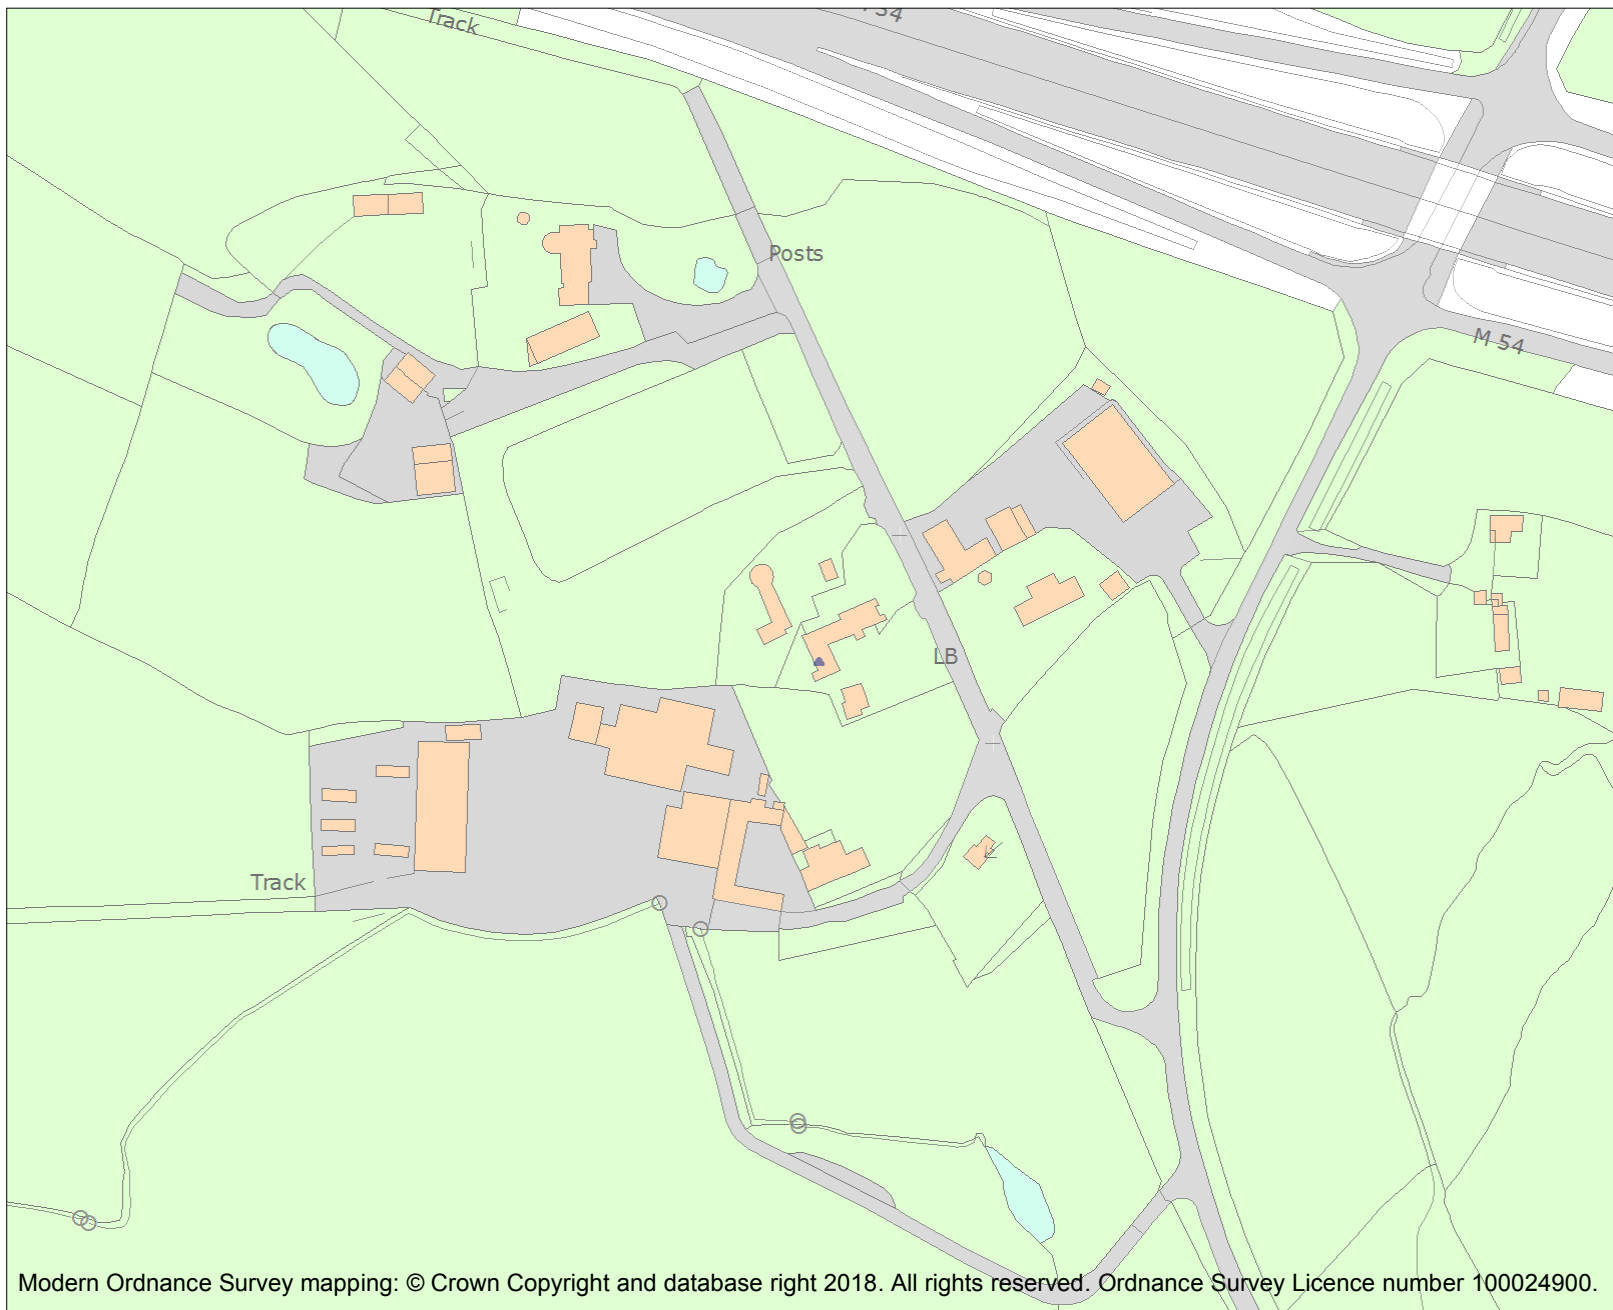 Track
54
Posts
M 54
LB
Track
Modern Ordnance Survey mapping: © Crown Copyright and database right 2018. All rights reserved. Ordnance Survey Licence number 100024900.